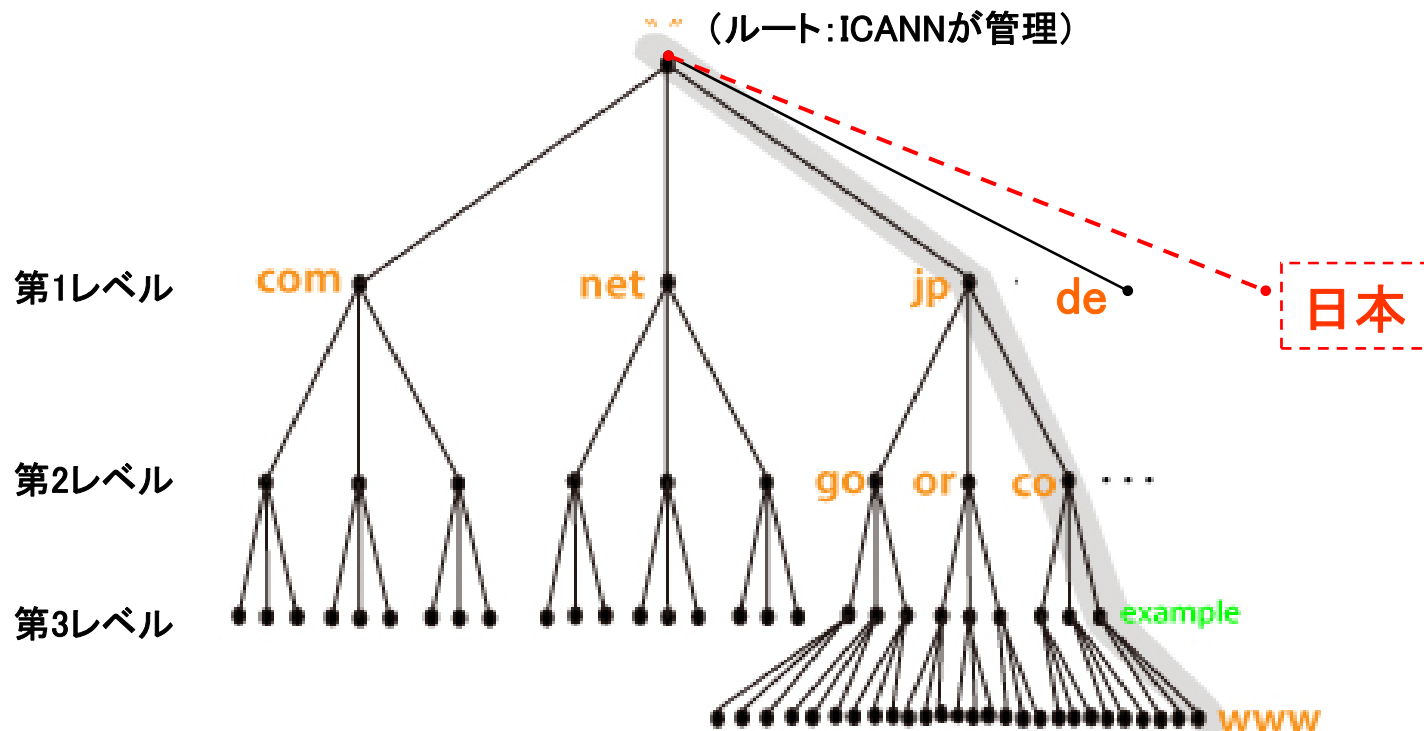 " " (ルート:ICANNが管理)
第1レベル com net jp · de 日本
第2レベル go or co ···
第3レベル example
www